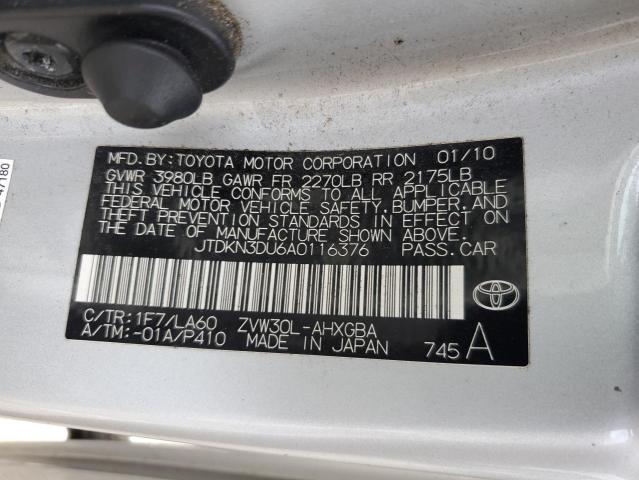 MFD.BY:TOYOTA MOTOR CORPORATION 01/10
GVWR 3980LB GAWR FR 2270LB RR 2175LB
THIS VEHICLE CONFORMS TO ALL APPLICABLE
FEDERAL MOTOR VEHICLE SAFETY,BUMPER,AND
THEFT PREVENTION STANDARDS IN EFFECT ON
THE DATE OF MANUFACTURE SHOWN ABOVE.
JTDKN3DU6A0116376 PASS.CAR
C/TR:1F7/LA60 ZVW30L-AHXGBA
A/TM:-01A/P410 MADE IN JAPAN 745 A